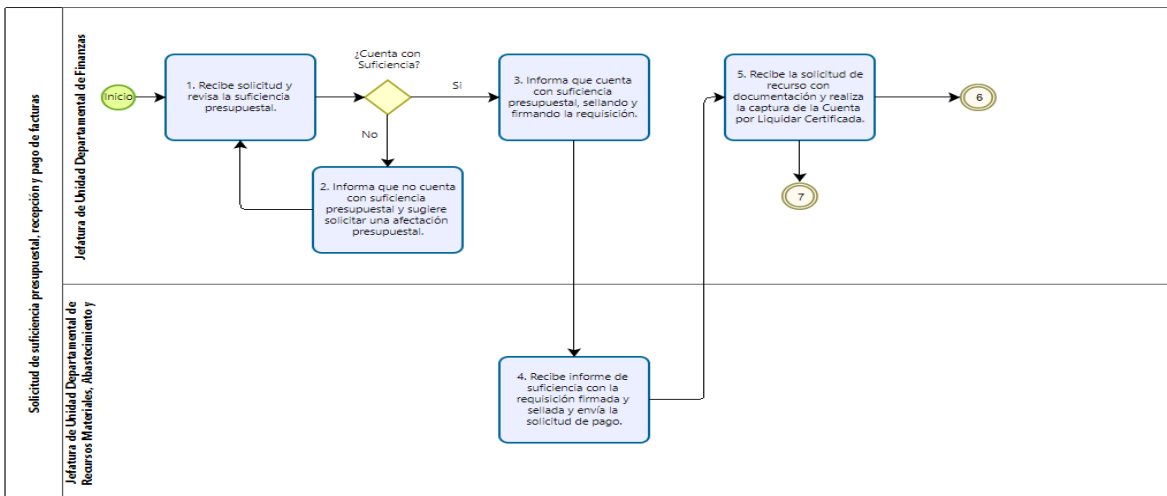 Solicitud de suficiencia presupuestal, recepción y pago de facturas
Jefatura de Unidad Departamental de Finanzas
Inicio
1. Recibe solicitud y
revisa la suficiencia
presupuestal.
¿Cuenta con
Suficiencia?
Si
No
2. Informa que no cuenta
con suficiencia
presupuestal y sugiere
solicitar una afectación
presupuestal.
3. Informa que cuenta
con suficiencia
presupuestal, sellando y
firmando la requisición.
5. Recibe la solicitud de
recurso con
documentación y realiza
la captura de la Cuenta
por Liquidar Certificada.
6
7
Jefatura de Unidad Departamental de
Recursos Materiales, Abastecimiento y
4. Recibe informe de
suficiencia con la
requisición firmada y
sellada y envía la
solicitud de pago.